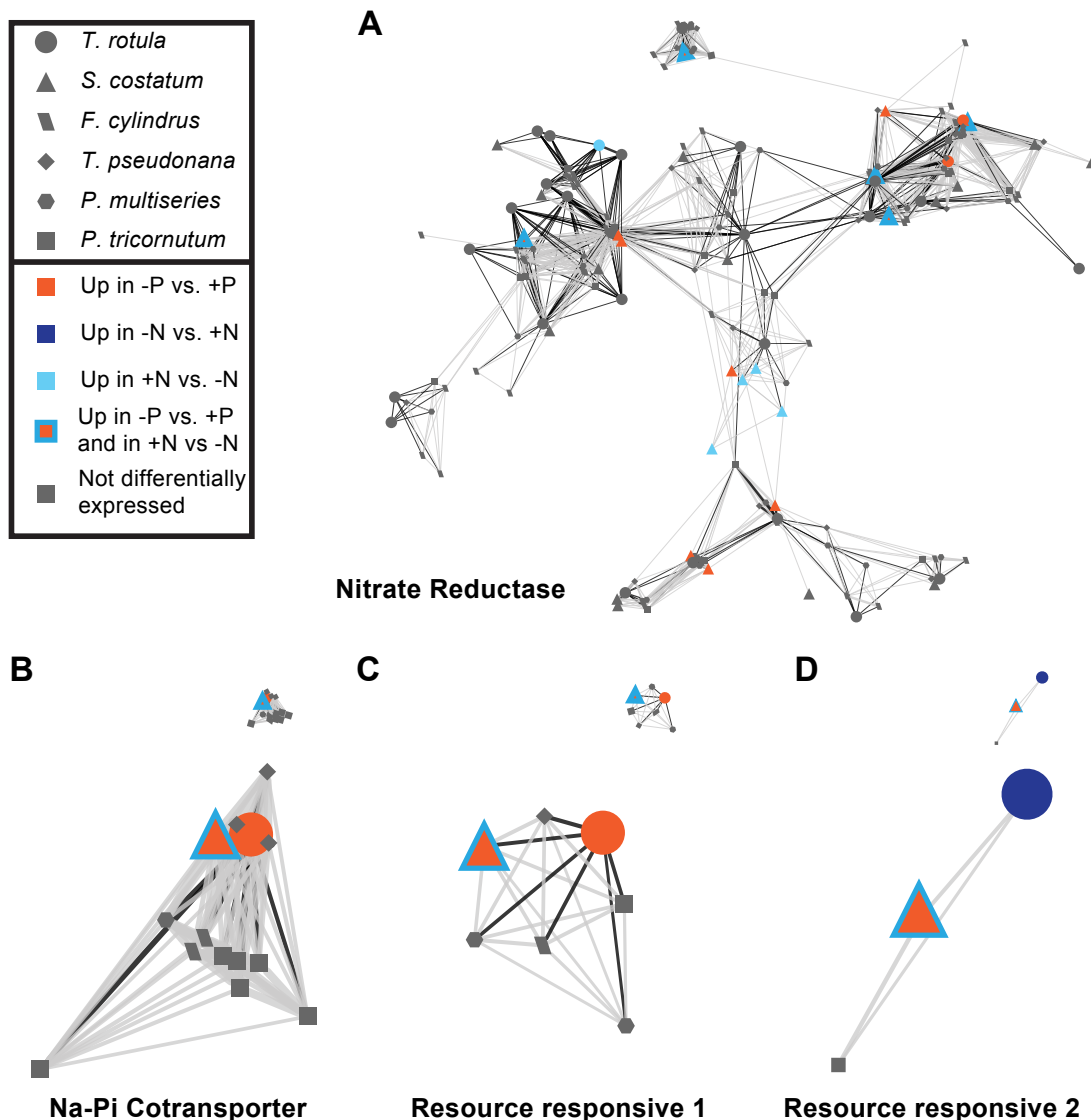 A
T. rotula
S. costatum
F. cylindrus
T. pseudonana
P. multiseries
P. tricornutum
Up in -P vs. +P
Up in -N vs. +N
Up in +N vs. -N
Up in -P vs. +P
and in +N vs -N
Not differentially
expressed
Nitrate Reductase
B
C
D
Na-Pi Cotransporter
Resource responsive 1
Resource responsive 2